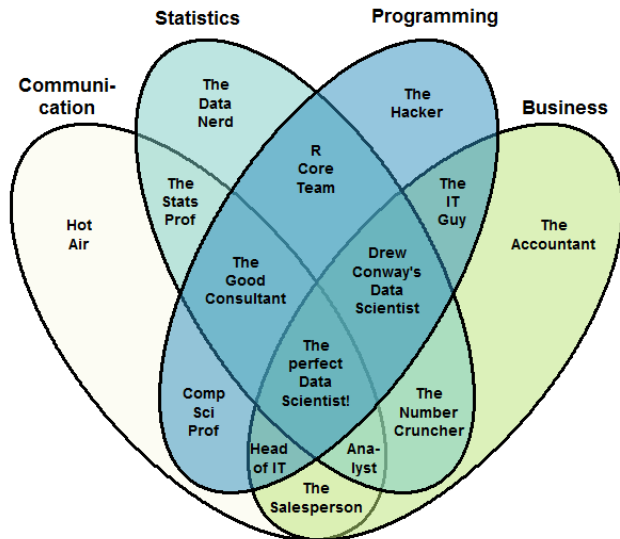 Statistics
Programming
Communi-
cation
Business
The
Data
Nerd
The
Hacker
R
Core
Team
The
Stats
Prof
The
IT
Guy
Hot
Air
The
Accountant
The
Good
Consultant
Drew
Conway's
Data
Scientist
The
perfect
Data
Scientist!
Comp
Sci
Prof
The
Number
Cruncher
Head
of IT
Ana-
lyst
The
Salesperson